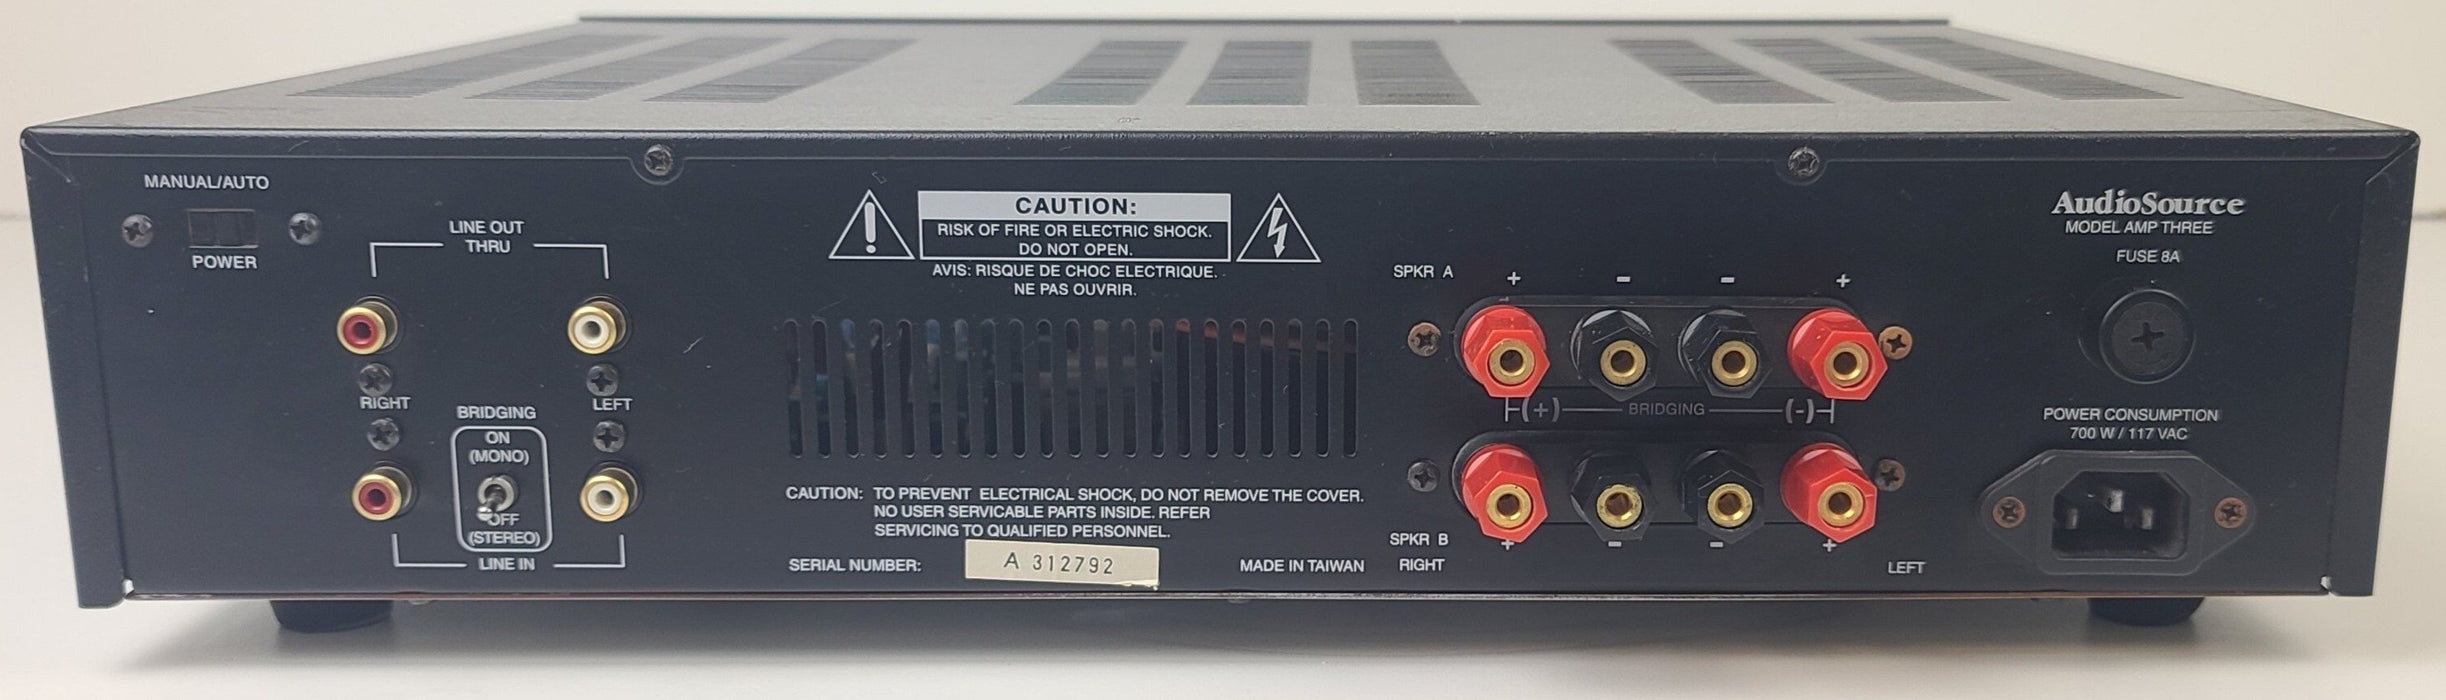 MANUAL/AUTO
POWER
LINE OUT
THRU
RIGHT
LEFT
BRIDGING
ON
(MONO)
OFF
(STEREO)
LINE IN
CAUTION:
RISK OF FIRE OR ELECTRIC SHOCK.
DO NOT OPEN.
AVIS: RISQUE DE CHOC ELECTRIQUE.
NE PAS OUVRIR.
CAUTION: TO PREVENT ELECTRICAL SHOCK, DO NOT REMOVE THE COVER.
NO USER SERVICABLE PARTS INSIDE. REFER
SERVICING TO QUALIFIED PERSONNEL.
SERIAL NUMBER: A 312792 MADE IN TAIWAN
SPKR A + - - +
(+) BRIDGING (-)
SPKR B + - - +
RIGHT LEFT
AudioSource
MODEL AMP THREE
FUSE 8A
POWER CONSUMPTION
700 W / 117 VAC